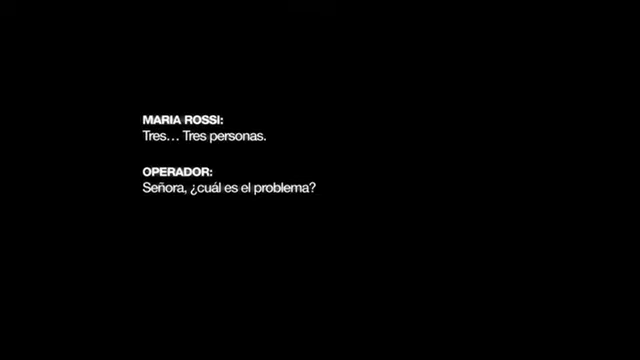 MARIA ROSSI:
Tres... Tres personas.
OPERADOR:
Señora, ¿cuál es el problema?